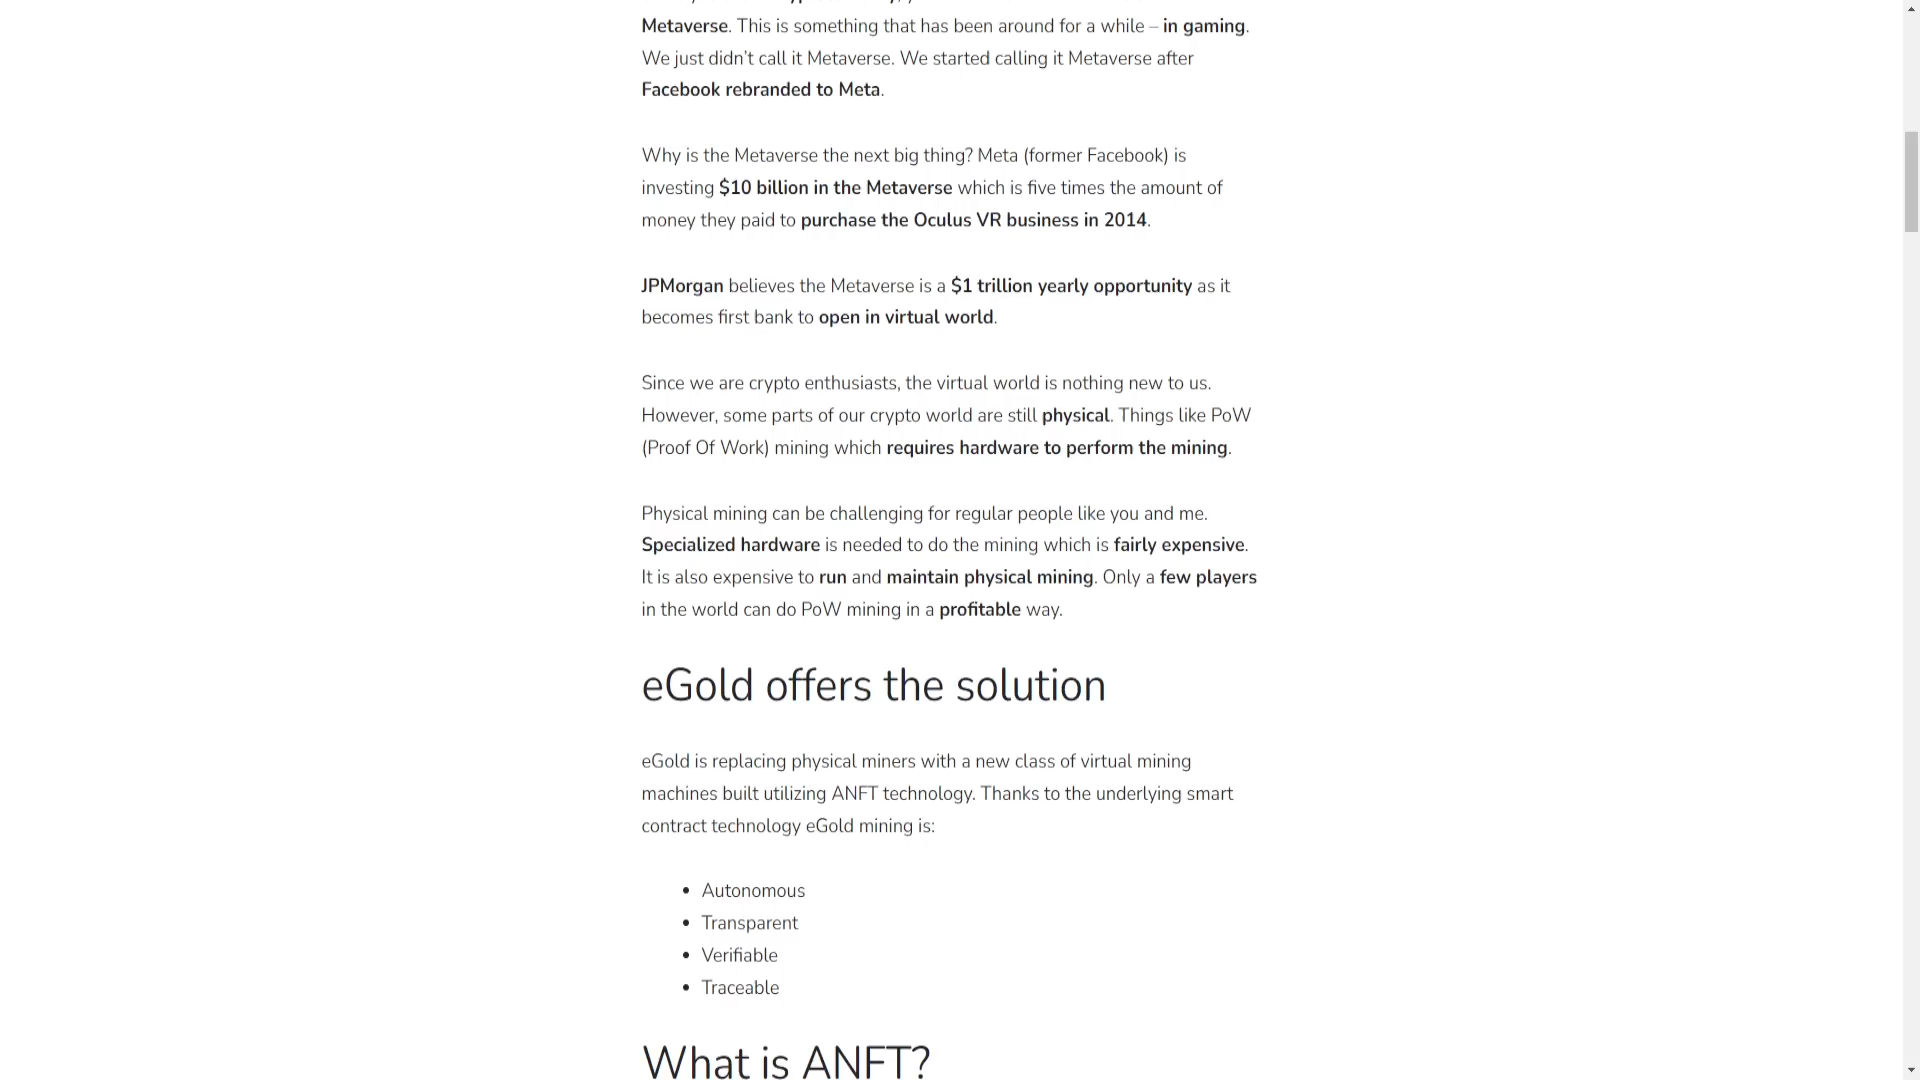 Metaverse. This is something that has been around for a while – in gaming.
We just didn’t call it Metaverse. We started calling it Metaverse after
Facebook rebranded to Meta.
Why is the Metaverse the next big thing? Meta (former Facebook) is
investing $10 billion in the Metaverse which is five times the amount of
money they paid to purchase the Oculus VR business in 2014.
JPMorgan believes the Metaverse is a $1 trillion yearly opportunity as it
becomes first bank to open in virtual world.
Since we are crypto enthusiasts, the virtual world is nothing new to us.
However, some parts of our crypto world are still physical. Things like PoW
(Proof Of Work) mining which requires hardware to perform the mining.
Physical mining can be challenging for regular people like you and me.
Specialized hardware is needed to do the mining which is fairly expensive.
It is also expensive to run and maintain physical mining. Only a few players
in the world can do PoW mining in a profitable way.
eGold offers the solution
eGold is replacing physical miners with a new class of virtual mining
machines built utilizing ANFT technology. Thanks to the underlying smart
contract technology eGold mining is:
• Autonomous
• Transparent
• Verifiable
• Traceable
What is ANFT?